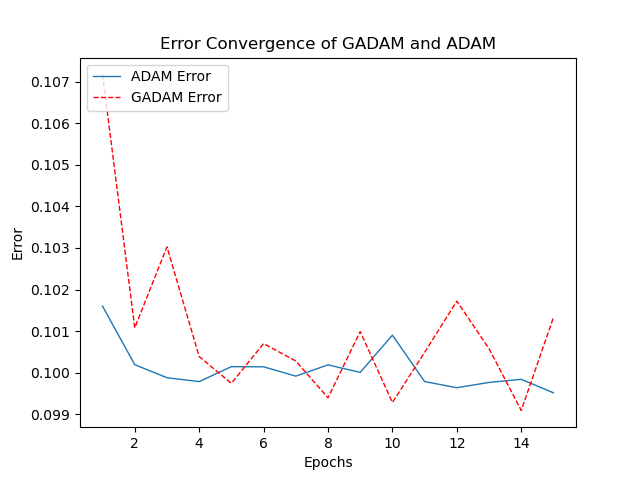 Error Convergence of GADAM and ADAM
ADAM Error
GADAM Error
0.107
0.106
0.105
0.104
0.103
0.102
0.101
0.100
0.099
Error
2 4 6 8 10 12 14
Epochs